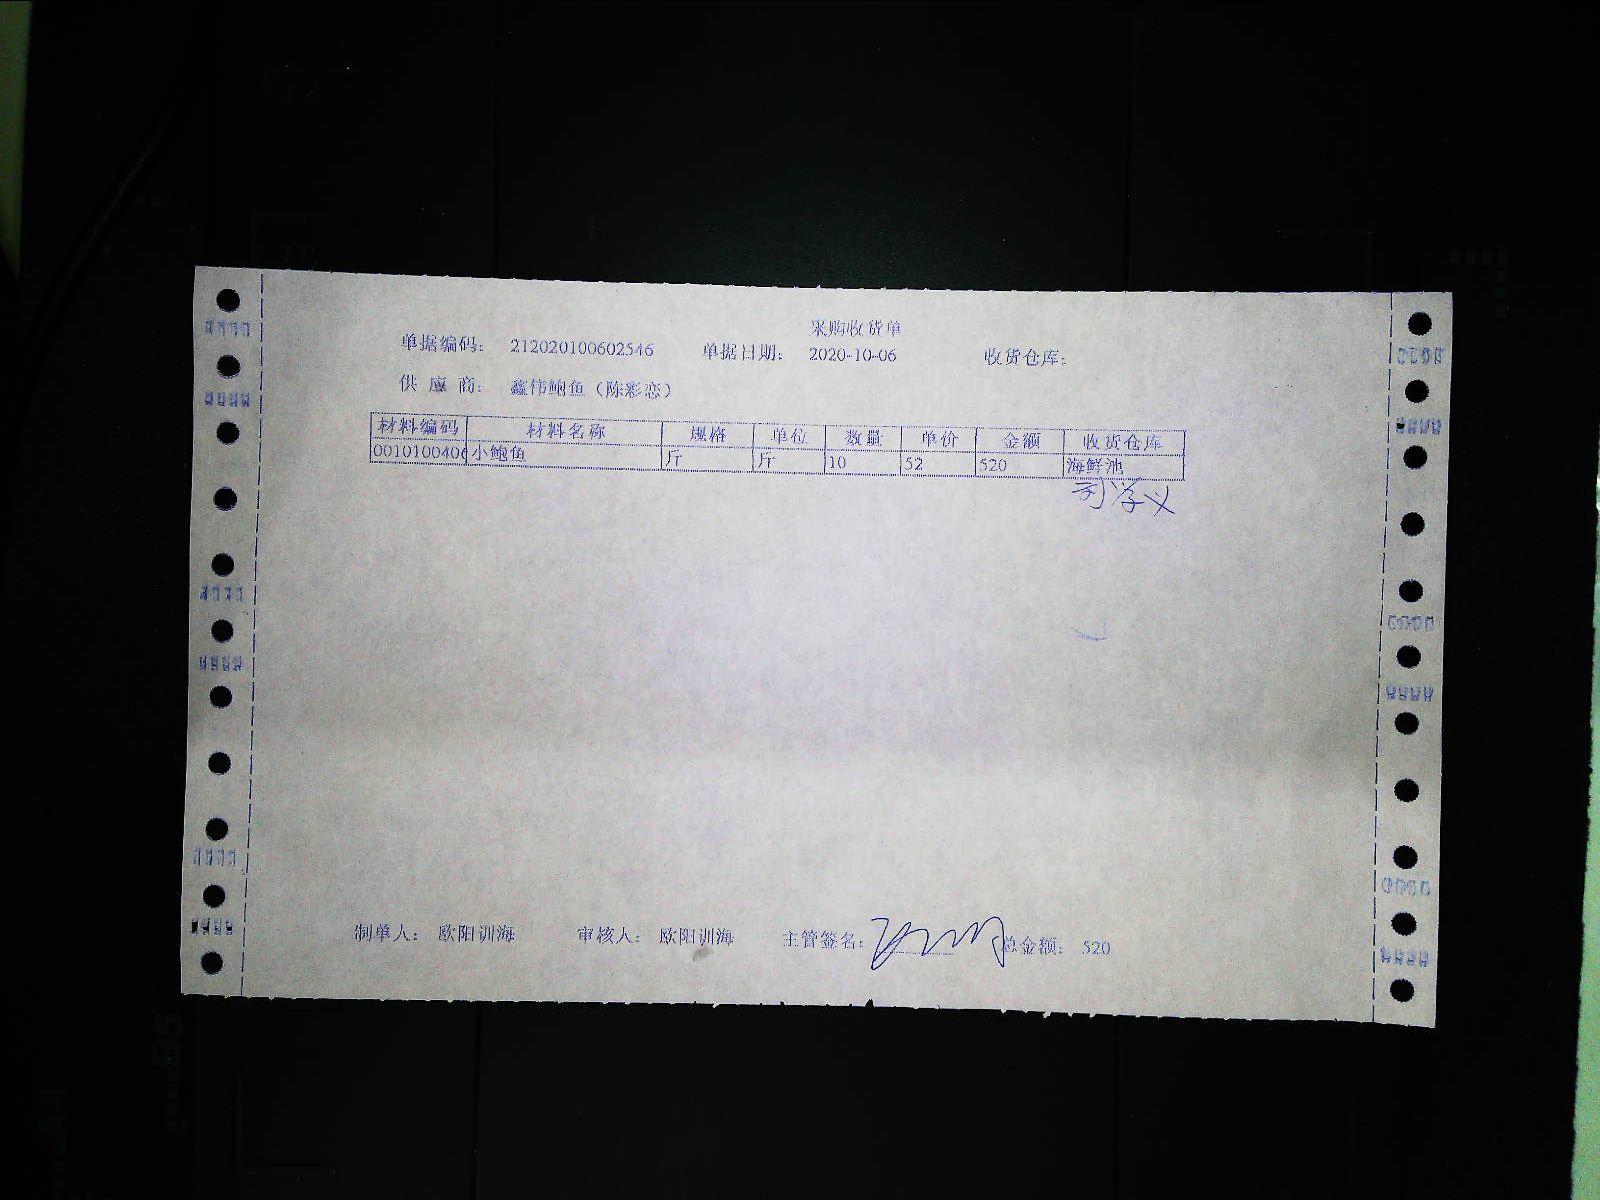 采购收货单
单据编码： 212020100602546 单据日期： 2020-10-06 收货仓库：
供 应 商： 鑫伟鲍鱼（陈彩恋）
材料编码 材料名称 规格 单位 数量 单价 金额 收货仓库
0010100406 小鲍鱼 斤 斤 10 52 520 海鲜池
制单人： 欧阳训海 审核人： 欧阳训海 主管签名： 总金额： 520